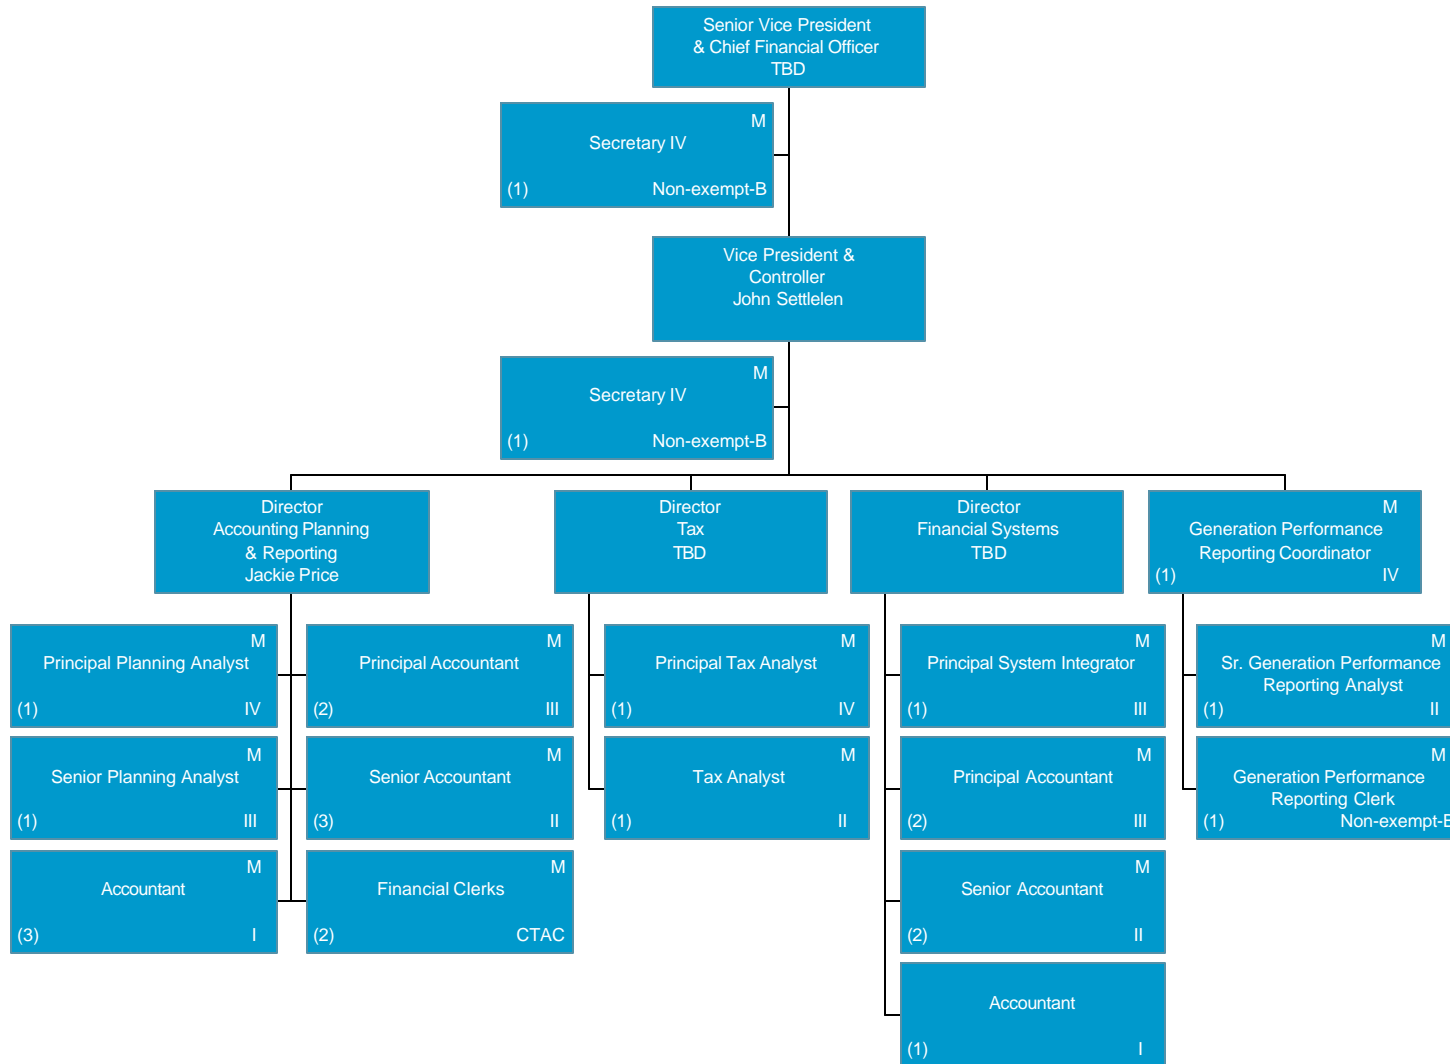 Senior Vice President
& Chief Financial Officer
TBD
M
Secretary IV
(1) Non-exempt-B
Vice President &
Controller
John Settlelen
M
Secretary IV
(1) Non-exempt-B
Director
Accounting Planning
& Reporting
Jackie Price
Director
Tax
TBD
Director
Financial Systems
TBD
M
Generation Performance
Reporting Coordinator
(1) IV
M
Principal Planning Analyst
(1) IV
M
Principal Accountant
(2) III
M
Principal Tax Analyst
(1) IV
M
Principal System Integrator
(1) III
M
Sr. Generation Performance
Reporting Analyst
(1) II
M
Senior Planning Analyst
(1) III
M
Senior Accountant
(3) II
M
Tax Analyst
(1) II
M
Principal Accountant
(2) III
M
Generation Performance
Reporting Clerk
(1) Non-exempt-B
M
Accountant
(3) I
M
Financial Clerks
(2) CTAC
M
Senior Accountant
(2) II
Accountant
(1) I